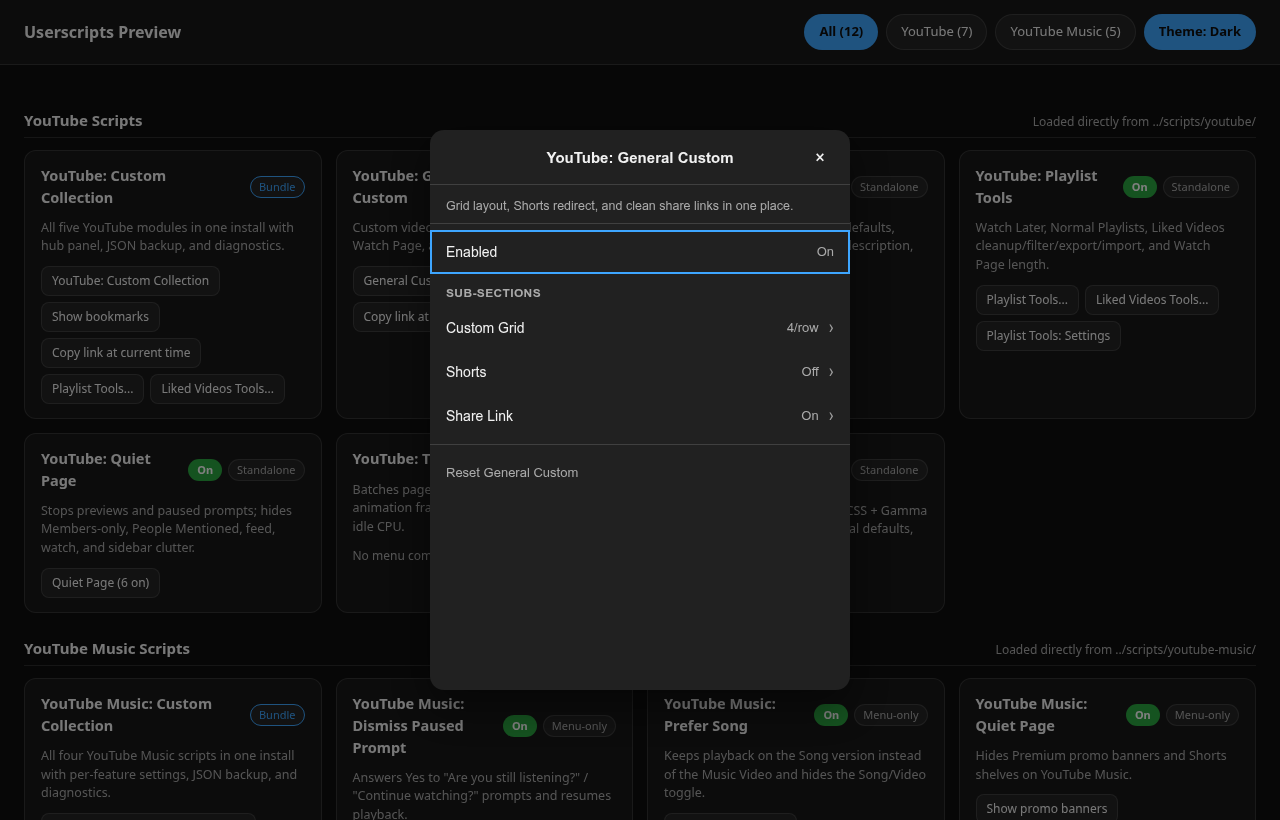 Userscripts Preview
All (12)
YouTube (7)
YouTube Music (5)
Theme: Dark
YouTube Scripts
Loaded directly from ../scripts/youtube/
YouTube: Custom
Collection
Bundle
All five YouTube modules in one install with
hub panel, JSON backup, and diagnostics.
YouTube: Custom Collection
Show bookmarks
Copy link at current time
Playlist Tools...
Liked Videos Tools...
Custom
Custom
Watch Page,
General
Copy link at
Standalone
YouTube: Playlist
Tools
On
Standalone
Watch Later, Normal Playlists, Liked Videos
cleanup/filter/export/import, and Watch
Page length.
Playlist Tools...
Liked Videos Tools...
Playlist Tools: Settings
YouTube: General Custom
×
Grid layout, Shorts redirect, and clean share links in one place.
Enabled
On
SUB-SECTIONS
Custom Grid
4/row ›
Shorts
Off ›
Share Link
On ›
Reset General Custom
YouTube: Quiet
Page
On
Standalone
Stops previews and paused prompts; hides
Members-only, People Mentioned, feed,
watch, and sidebar clutter.
Quiet Page (6 on)
YouTube:
Batches
animation
idle CPU.
No menu
Standalone
CSS + Gamma
defaults,
YouTube Music Scripts
Loaded directly from ../scripts/youtube-music/
YouTube Music: Custom
Collection
Bundle
All four YouTube Music scripts in one install
with per-feature settings, JSON backup, and
diagnostics.
YouTube Music:
Dismiss Paused
Prompt
On
Menu-only
Answers Yes to "Are you still listening?" /
"Continue watching?" prompts and resumes
playback.
YouTube Music:
Prefer Song
On
Menu-only
Keeps playback on the Song version instead
of the Music Video and hides the Song/Video
toggle.
YouTube Music:
Quiet Page
On
Menu-only
Hides Premium promo banners and Shorts
shelves on YouTube Music.
Show promo banners